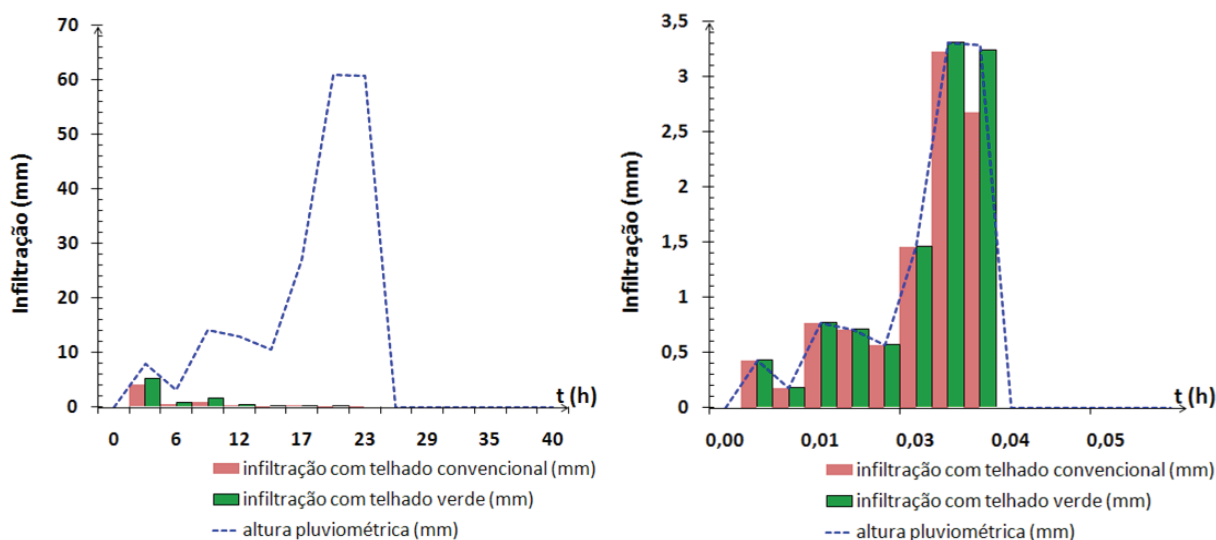 Infiltração (mm)
70
60
50
40
30
20
10
0
t (h)
0 6 12 17 23 29 35 40
infiltração com telhado convencional (mm)
infiltração com telhado verde (mm)
altura pluviométrica (mm)
Infiltração (mm)
3,5
3
2,5
2
1,5
1
0,5
0
t (h)
0,00 0,01 0,03 0,04 0,05
infiltração com telhado convencional (mm)
infiltração com telhado verde (mm)
altura pluviométrica (mm)